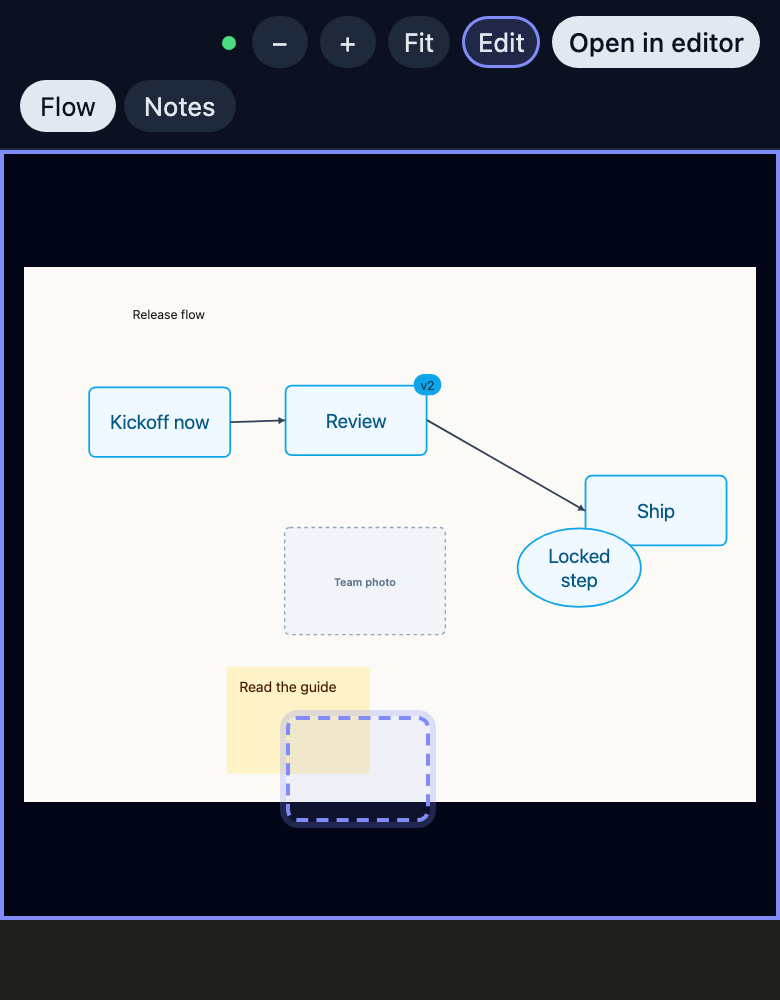 − + Fit Edit Open in editor
Flow Notes
Release flow
v2
Kickoff now
Review
Ship
Locked
step
Team photo
Read the guide